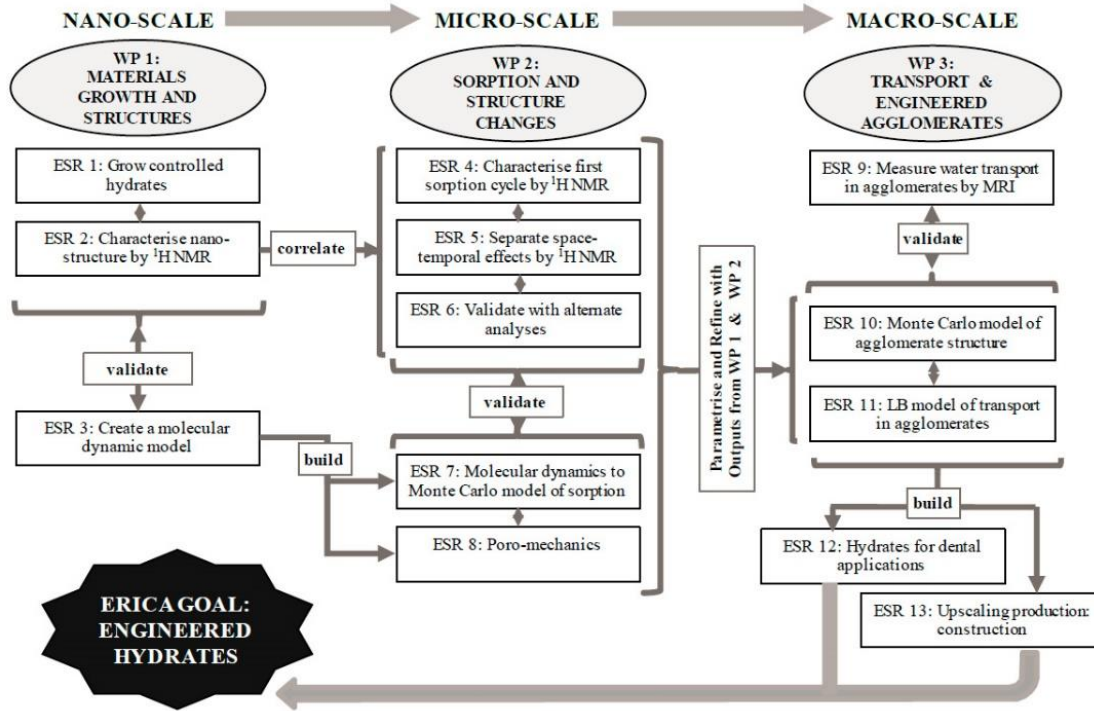 NANO-SCALE
MICRO-SCALE
MACRO-SCALE
WP 1:
MATERIALS
GROWTH AND
STRUCTURES
WP 2:
SORPTION AND
STRUCTURE
CHANGES
WP 3:
TRANSPORT &
ENGINEERED
AGGLOMERATES
ESR 1: Grow controlled
hydrates
ESR 2: Characterise nano-
structure by ¹H NMR
validate
ESR 3: Create a molecular
dynamic model
correlate
build
ESR 4: Characterise first
sorption cycle by ¹H NMR
ESR 5: Separate space-
temporal effects by ¹H NMR
ESR 6: Validate with alternate
analyses
validate
ESR 7: Molecular dynamics to
Monte Carlo model of sorption
ESR 8: Poro-mechanics
Parametrise and Refine with
Outputs from WP 1 & WP 2
ESR 9: Measure water transport
in agglomerates by MRI
validate
ESR 10: Monte Carlo model of
agglomerate structure
ESR 11: LB model of transport
in agglomerates
build
ESR 12: Hydrates for dental
applications
ESR 13: Upscaling production:
construction
ERICA GOAL:
ENGINEERED
HYDRATES